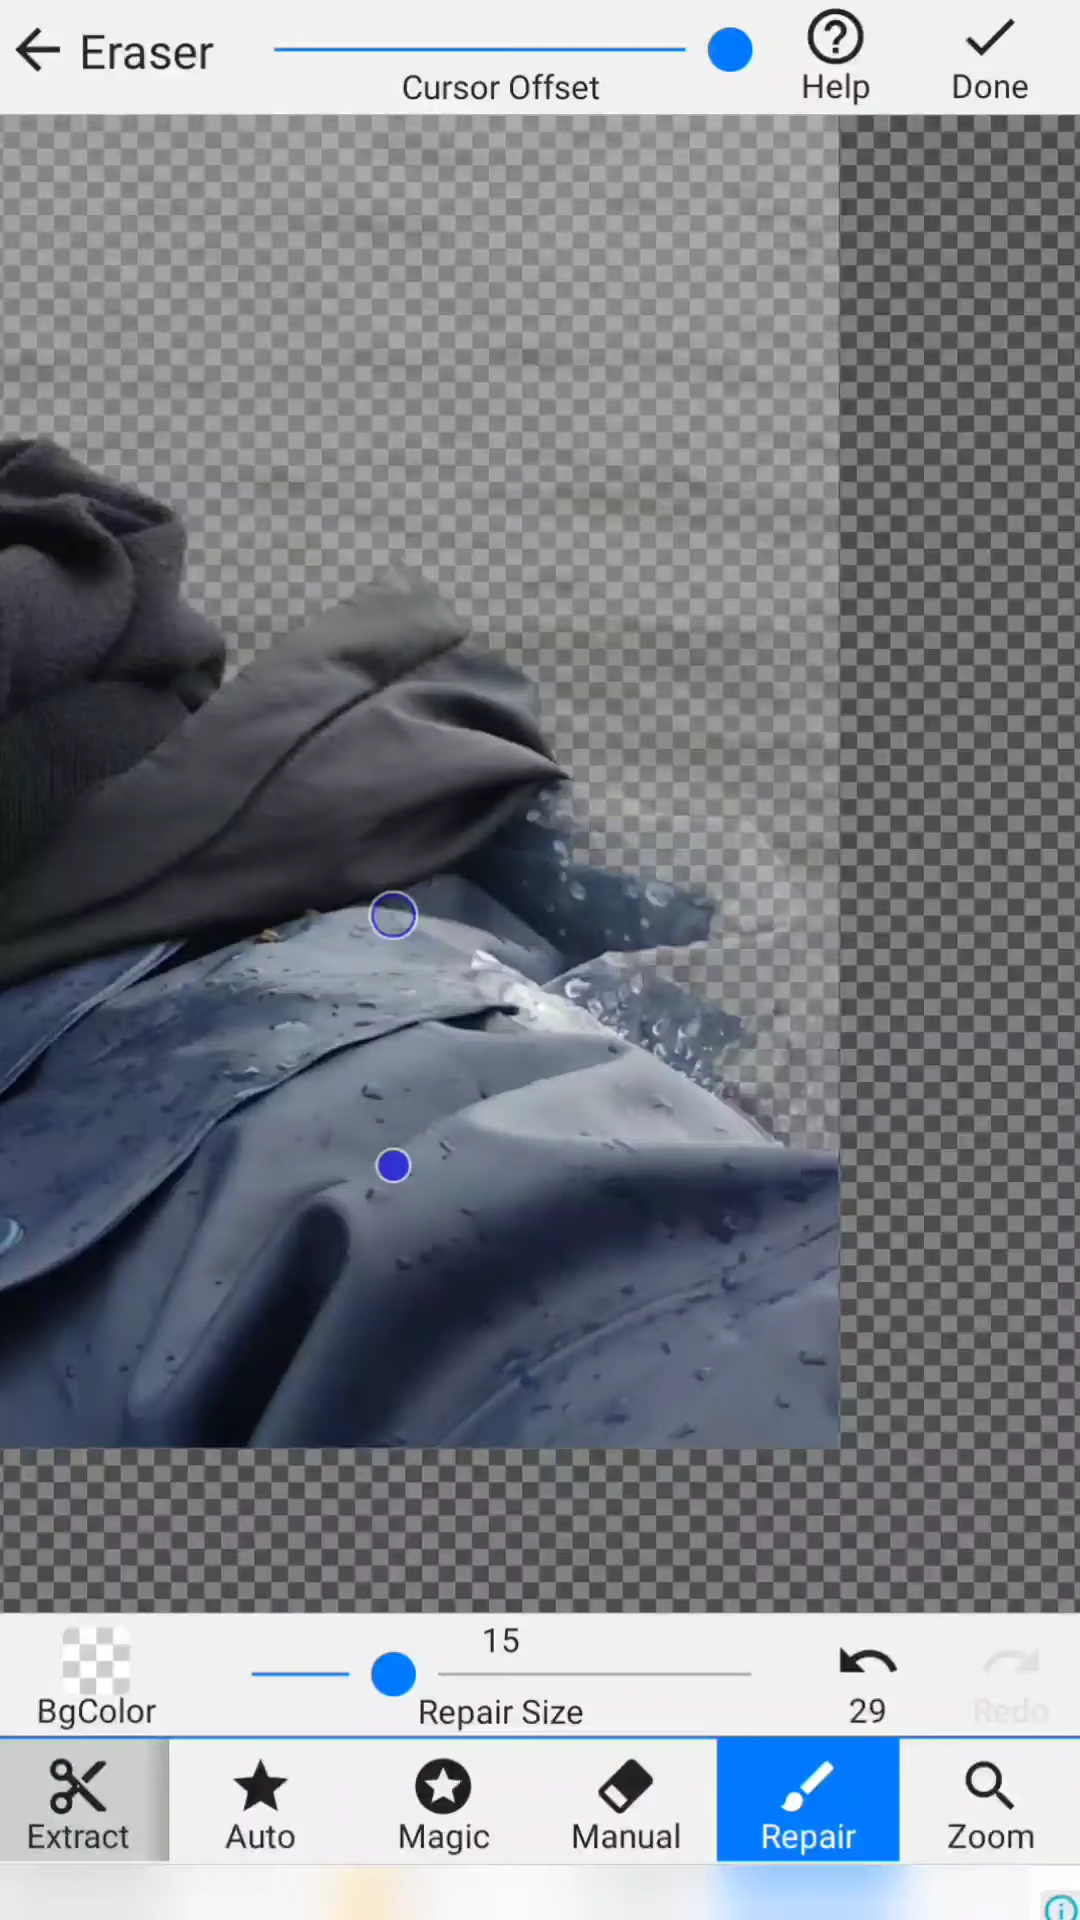 Eraser
Cursor Offset
Help
Done
15
BgColor
Repair Size
29
Redo
Extract
Auto
Magic
Manual
Repair
Zoom